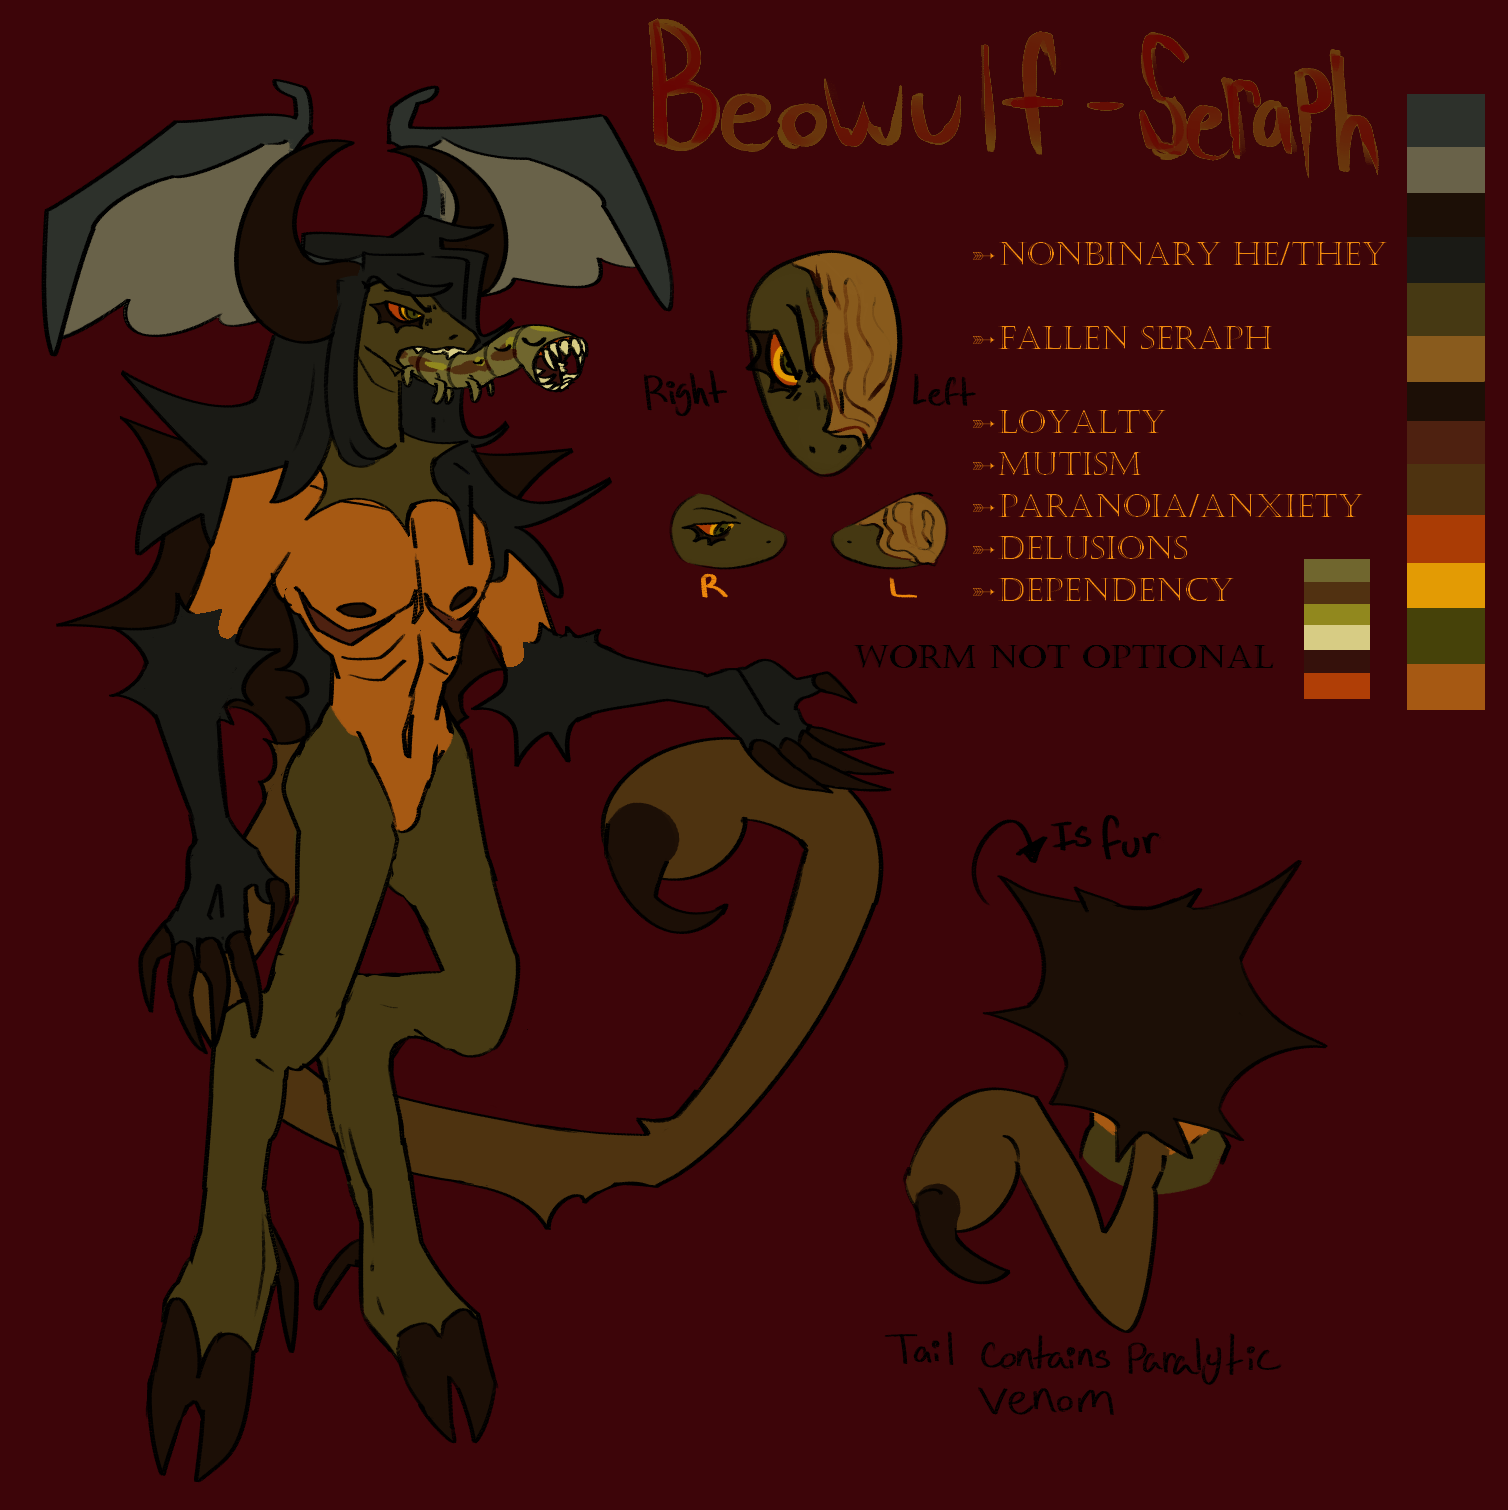 Beowulf-Seraph
NONBINARY HE/THEY
FALLEN SERAPH
Right
Left
LOYALTY
MUTISM
PARANOIA/ANXIETY
DELUSIONS
DEPENDENCY
R
L
WORM NOT OPTIONAL
Is fur
Tail Contains Paralytic
Venom